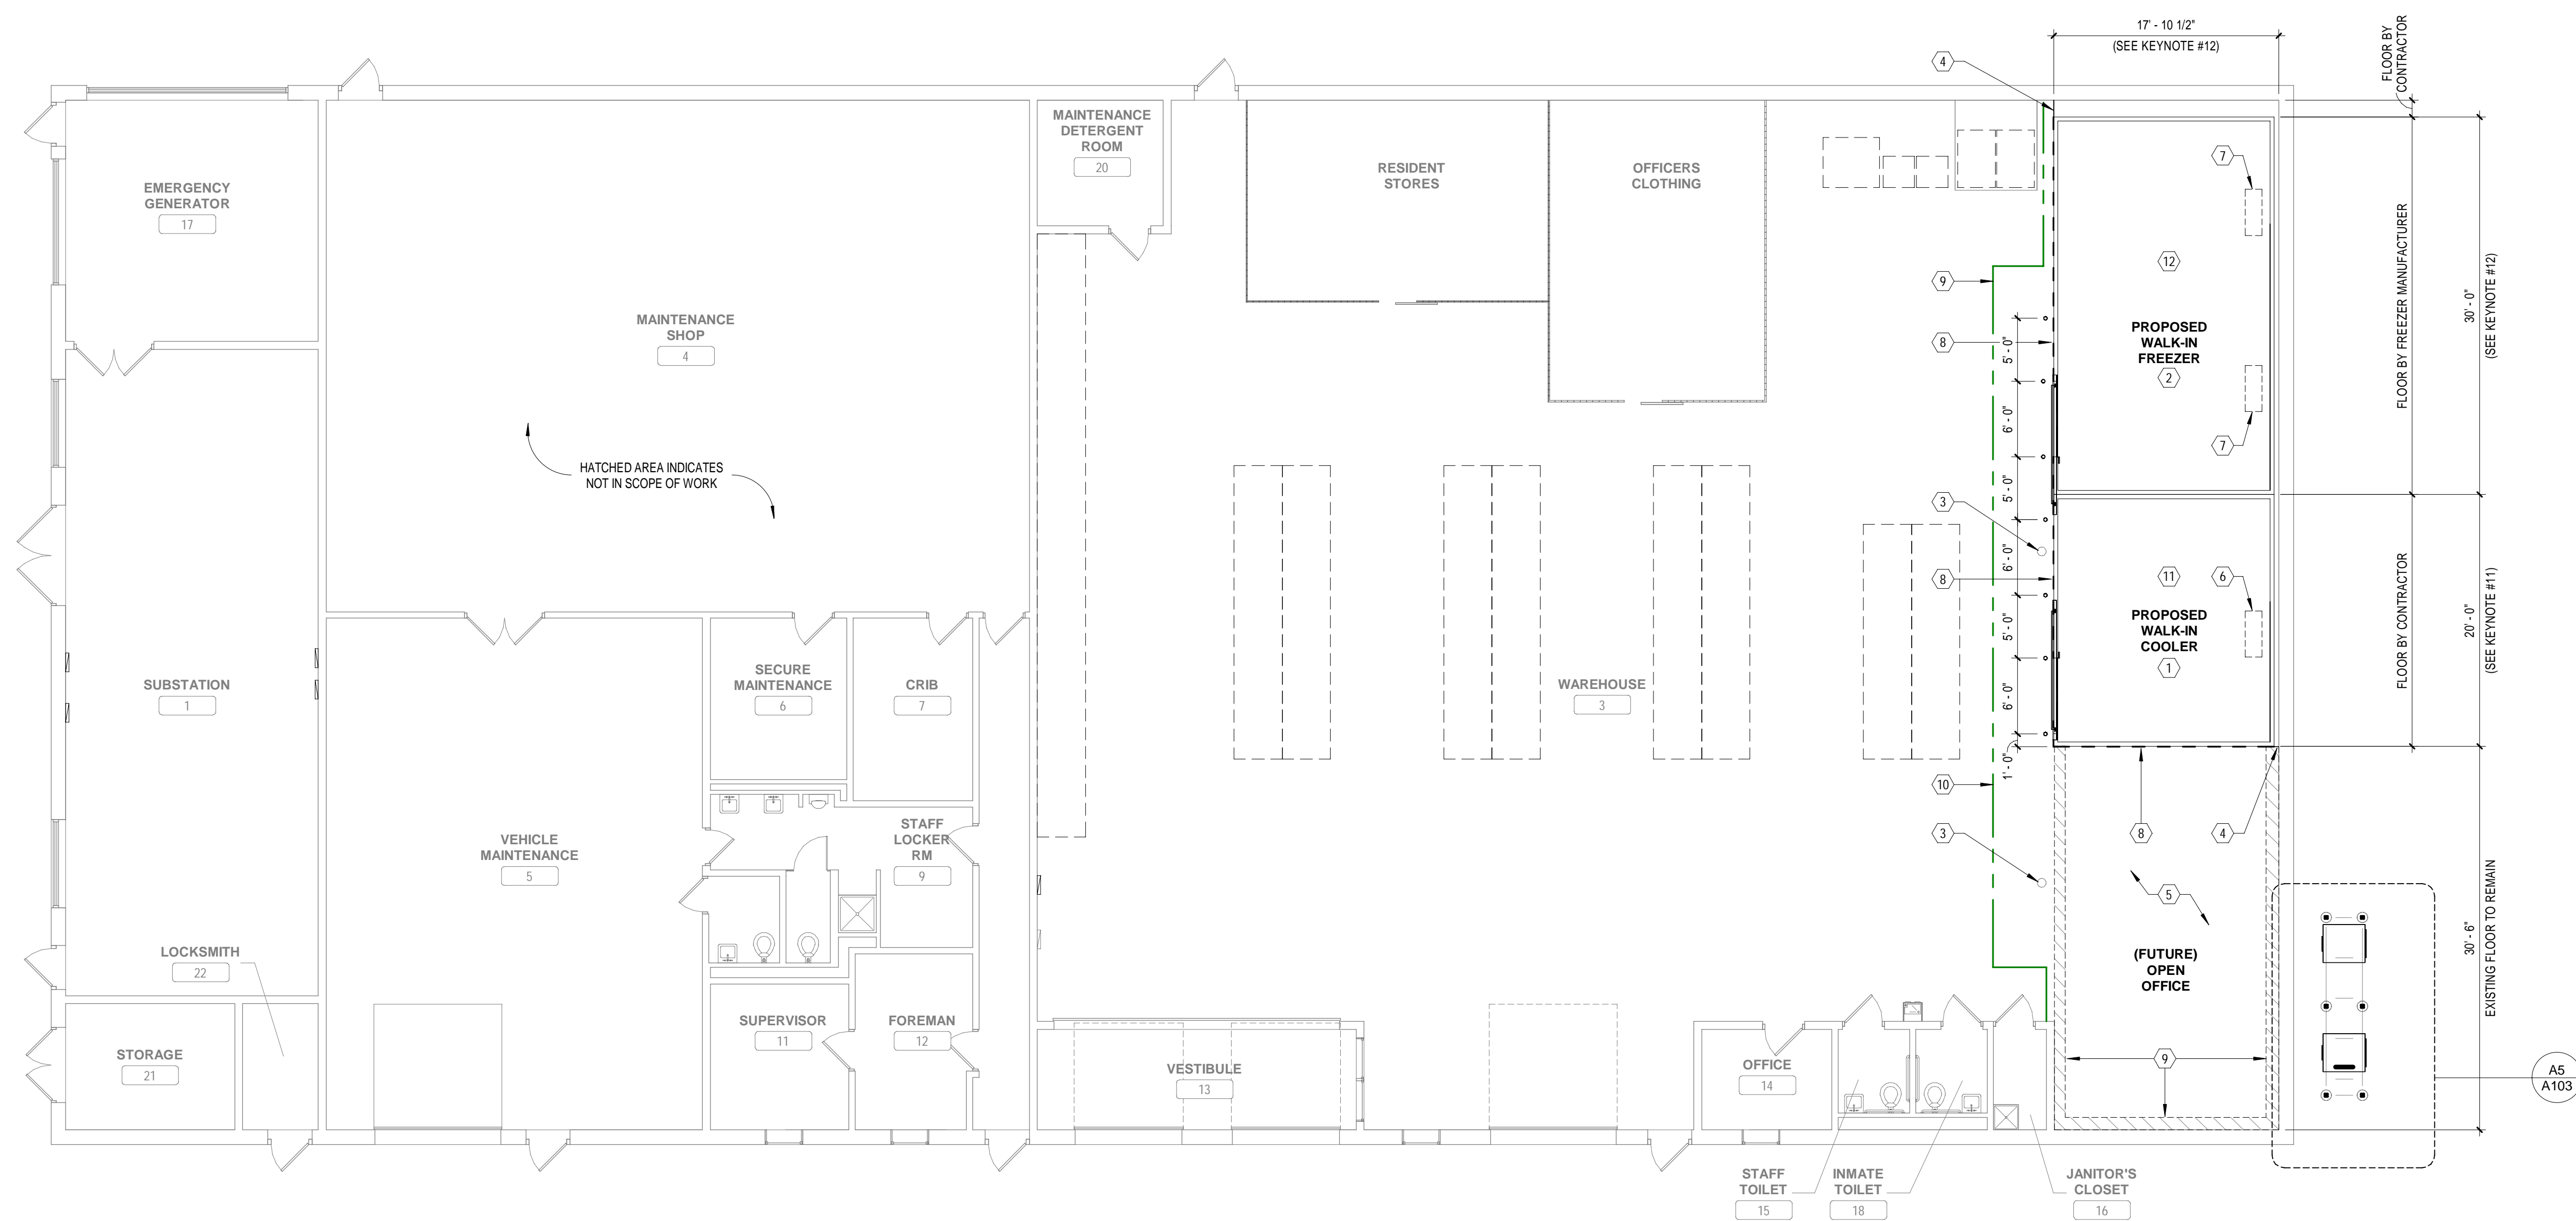 17' - 10 1/2"
(SEE KEYNOTE #12)
FLOOR BY
CONTRACTOR
4
MAINTENANCE
DETERGENT
ROOM
20
EMERGENCY
GENERATOR
17
RESIDENT
STORES
OFFICERS
CLOTHING
7
12
9
MAINTENANCE
SHOP
4
8
5' - 0"
PROPOSED
WALK-IN
FREEZER
2
FLOOR BY FREEZER MANUFACTURER
30' - 0"
(SEE KEYNOTE #12)
6' - 0"
7
HATCHED AREA INDICATES
NOT IN SCOPE OF WORK
5' - 0"
3
6' - 0"
8
11
6
5' - 0"
PROPOSED
WALK-IN
COOLER
1
FLOOR BY CONTRACTOR
20' - 0"
(SEE KEYNOTE #11)
6' - 0"
1' - 0"
SUBSTATION
1
SECURE
MAINTENANCE
6
CRIB
7
WAREHOUSE
3
10
3
8
4
VEHICLE
MAINTENANCE
5
STAFF
LOCKER
RM
9
5
(FUTURE)
OPEN
OFFICE
30' - 6"
EXISTING FLOOR TO REMAIN
LOCKSMITH
22
STORAGE
21
SUPERVISOR
11
FOREMAN
12
VESTIBULE
13
OFFICE
14
9
A5
A103
STAFF
TOILET
15
INMATE
TOILET
18
JANITOR'S
CLOSET
16